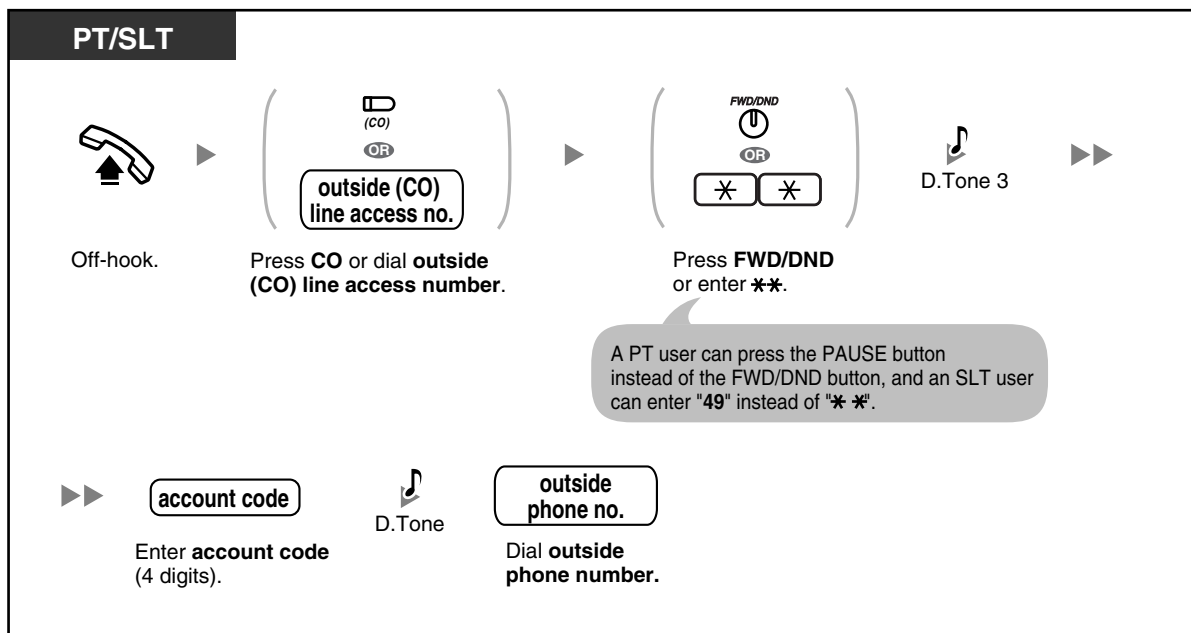 PT/SLT
(CO)
OR
outside (CO)
line access no.
FWD/DND
OR
* *
D.Tone 3
Off-hook.
Press CO or dial outside
(CO) line access number.
Press FWD/DND
or enter **.
A PT user can press the PAUSE button
instead of the FWD/DND button, and an SLT user
can enter "49" instead of "* *".
account code
D.Tone
outside
phone no.
Enter account code
(4 digits).
Dial outside
phone number.